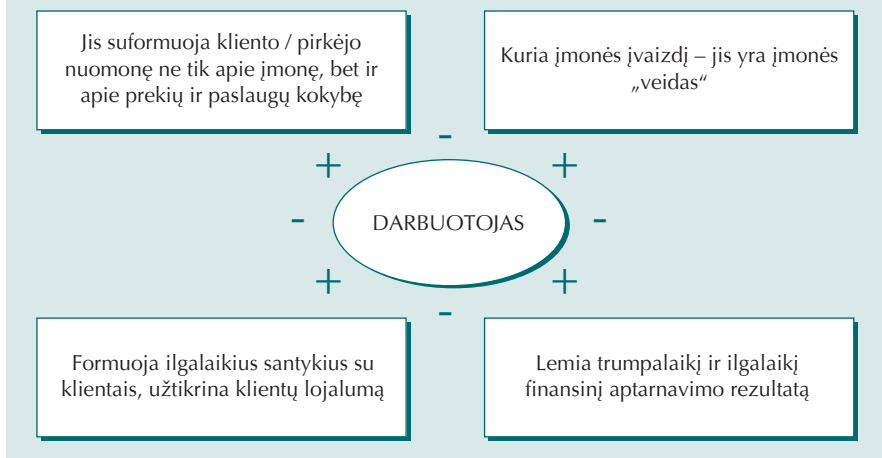 Jis suformuoja kliento / pirkėjo
nuomonę ne tik apie įmonę, bet ir
apie prekių ir paslaugų kokybę
Kuria įmonės įvaizdį – jis yra įmonės
„veidas“
-
+ +
- DARBUOTOJAS -
+ +
-
Formuoja ilgalaikius santykius su
klientais, užtikrina klientų lojalumą
Lemia trumpalaikį ir ilgalaikį
finansinį aptarnavimo rezultatą